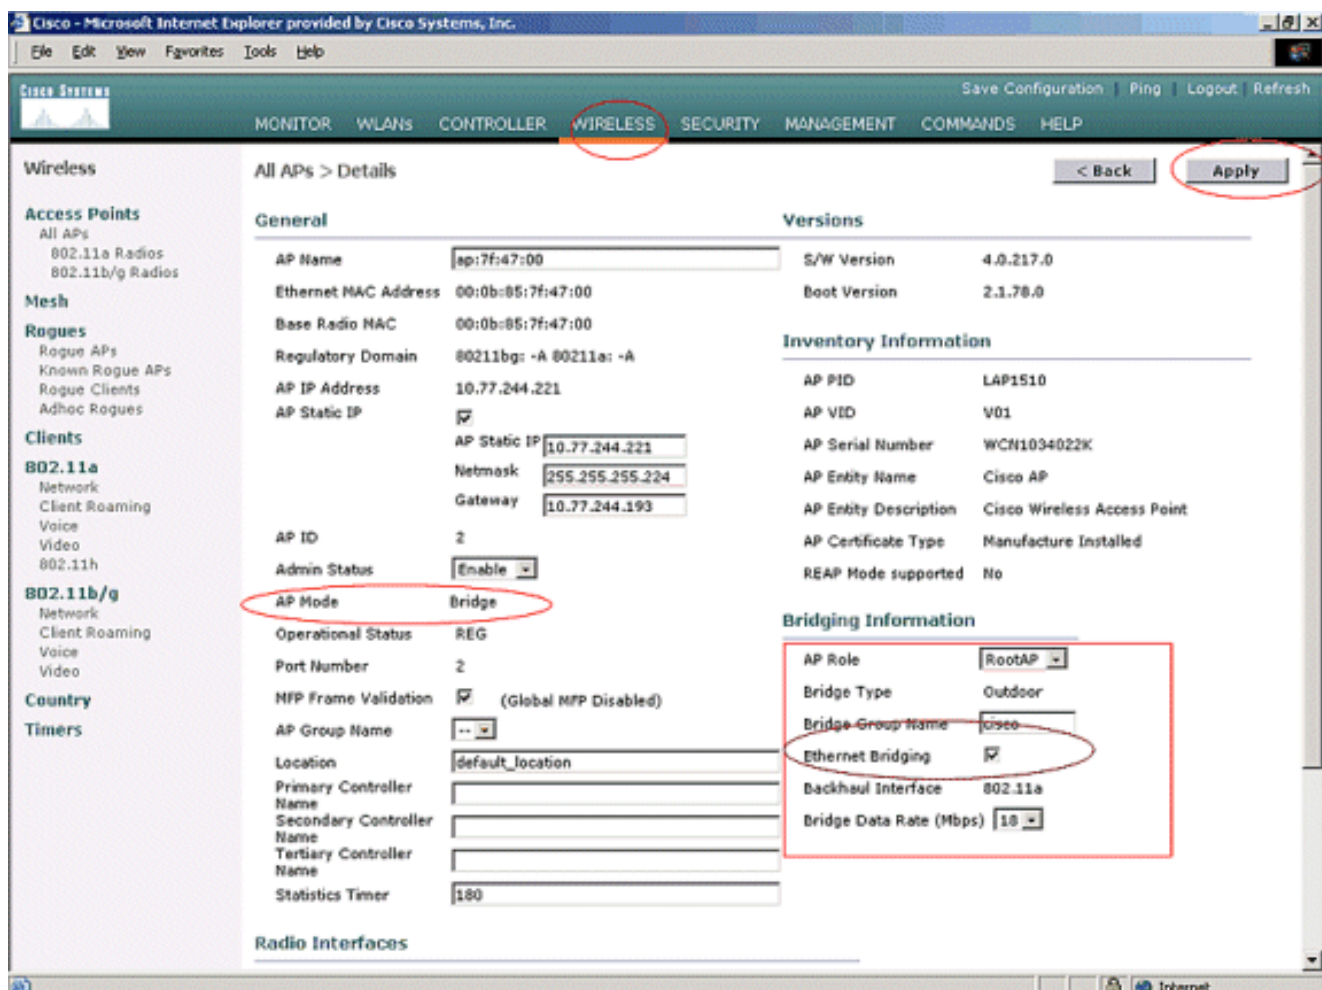 Cisco - Microsoft Internet Explorer provided by Cisco Systems, Inc.
File Edit View Favorites Tools Help
Cisco Systems
Save Configuration | Ping | Logout | Refresh
MONITOR WLANs CONTROLLER WIRELESS SECURITY MANAGEMENT COMMANDS HELP
Wireless
Access Points
All APs
802.11a Radios
802.11b/g Radios
Mesh
Rogues
Rogue APs
Known Rogue APs
Rogue Clients
Adhoc Rogues
Clients
802.11a
Network
Client Roaming
Voice
Video
802.11h
802.11b/g
Network
Client Roaming
Voice
Video
Country
Timers
All APs > Details
< Back
Apply
General
AP Name ap:7f:47:00
Ethernet MAC Address 00:0b:85:7f:47:00
Base Radio MAC 00:0b:85:7f:47:00
Regulatory Domain 80211bg: -A 80211a: -A
AP IP Address 10.77.244.221
AP Static IP
AP Static IP 10.77.244.221
Netmask 255.255.255.224
Gateway 10.77.244.193
AP ID 2
Admin Status Enable
AP Mode Bridge
Operational Status REG
Port Number 2
MFP Frame Validation (Global MFP Disabled)
AP Group Name --
Location default_location
Primary Controller
Name
Secondary Controller
Name
Tertiary Controller
Name
Statistics Timer 180
Radio Interfaces
Versions
S/W Version 4.0.217.0
Boot Version 2.1.78.0
Inventory Information
AP PID LAP1510
AP VID V01
AP Serial Number WCN1034022K
AP Entity Name Cisco AP
AP Entity Description Cisco Wireless Access Point
AP Certificate Type Manufacture Installed
REAP Mode supported No
Bridging Information
AP Role RootAP
Bridge Type Outdoor
Bridge Group Name cisco
Ethernet Bridging
Backhaul Interface 802.11a
Bridge Data Rate (Mbps) 18
Internet